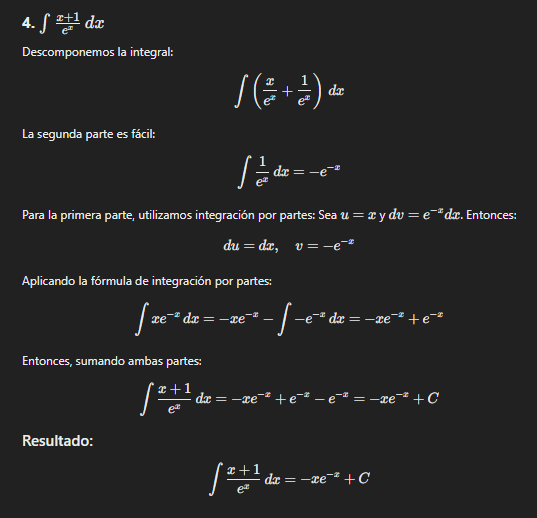 4. ∫ (x+1)/e^x dx
Descomponemos la integral:
∫ (x/e^x + 1/e^x) dx
La segunda parte es fácil:
∫ 1/e^x dx = −e^−x
Para la primera parte, utilizamos integración por partes: Sea u = x y dv = e^−x dx. Entonces:
du = dx, v = −e^−x
Aplicando la fórmula de integración por partes:
∫ xe^−x dx = −xe^−x − ∫ −e^−x dx = −xe^−x + e^−x
Entonces, sumando ambas partes:
∫ (x+1)/e^x dx = −xe^−x + e^−x − e^−x = −xe^−x + C
Resultado:
∫ (x+1)/e^x dx = −xe^−x + C